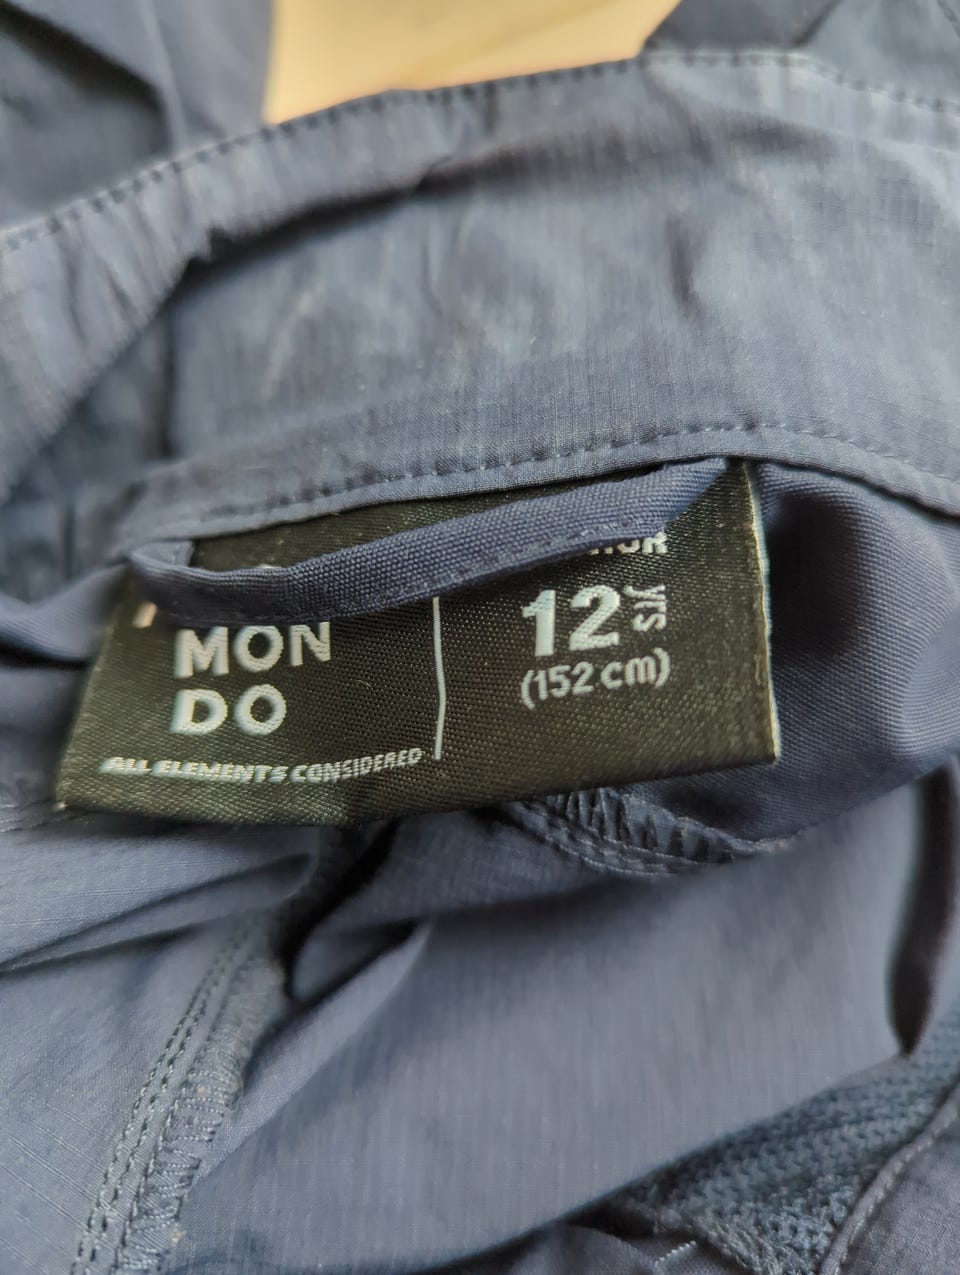 MON
DO
ALL ELEMENTS CONSIDERED
12 YRS
(152 cm)